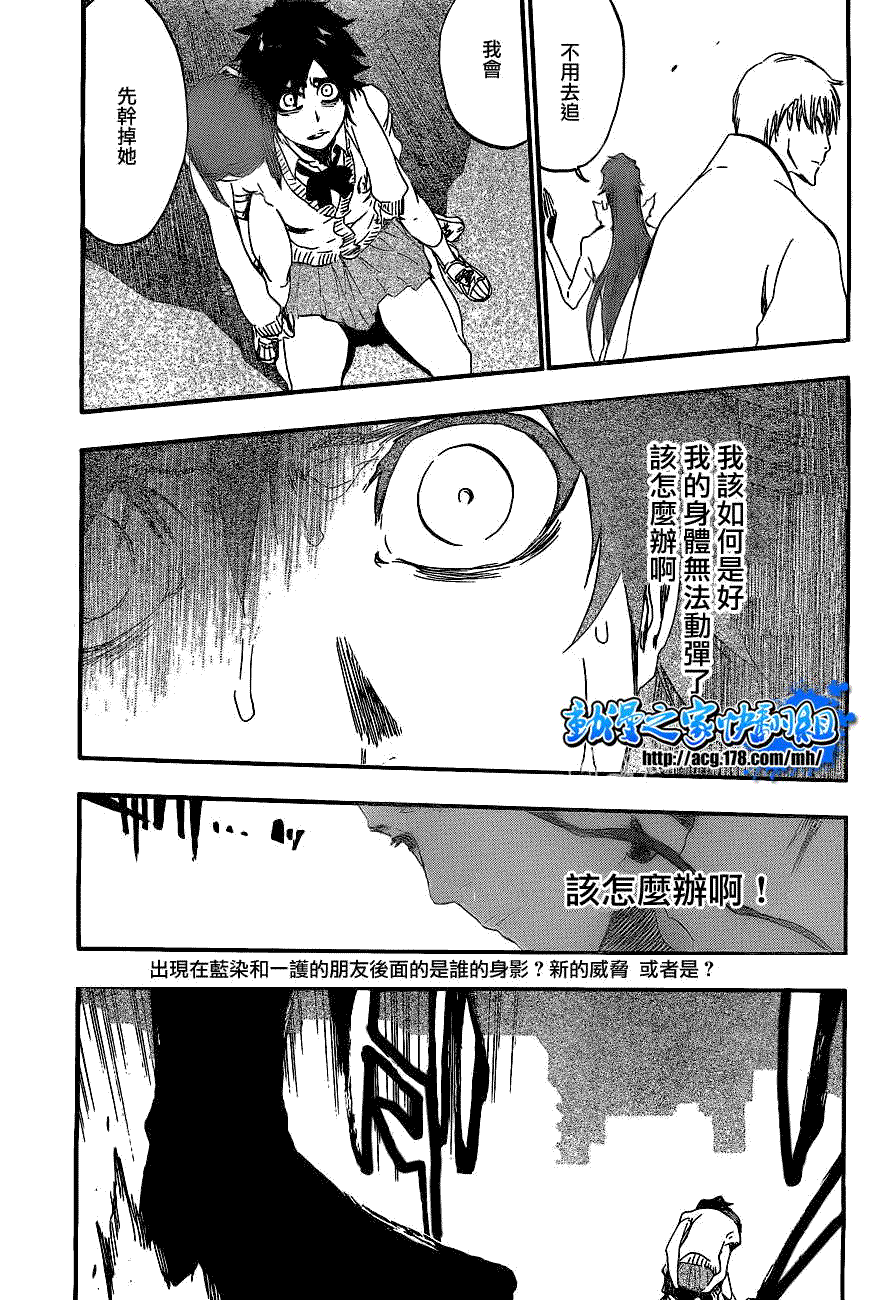 不用去追
我會
先幹掉她
我該如何是好
我的身體無法動彈了
該怎麼辦啊
動漫之家快翻組
http://acg.178.com/mh/
該怎麼辦啊！
出現在藍染和一護的朋友後面的是誰的身影？新的威脅 或者是？